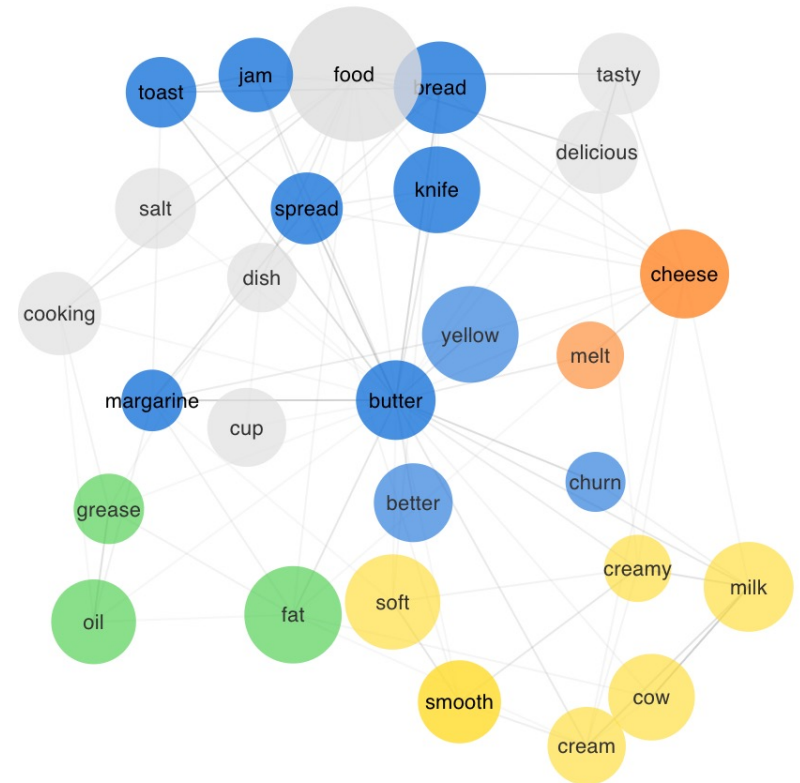 food
jam
bread
tasty
toast
delicious
knife
salt
spread
dish
cheese
cooking
yellow
melt
margarine
butter
cup
churn
better
grease
creamy
milk
soft
fat
oil
cow
smooth
cream